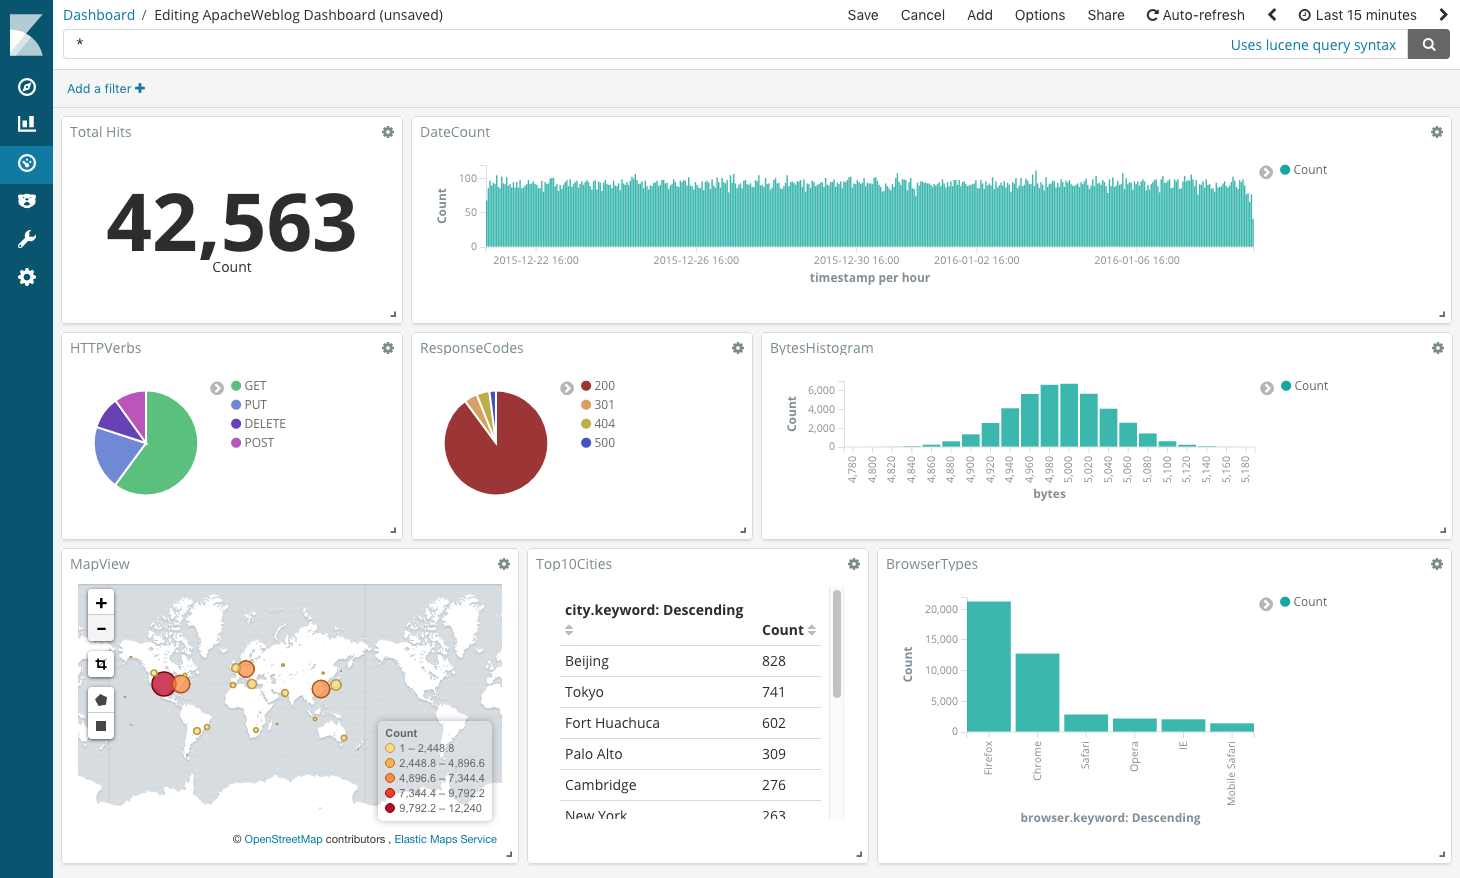 Dashboard / Editing ApacheWeblog Dashboard (unsaved) Save Cancel Add Options Share Auto-refresh Last 15 minutes
* Uses lucene query syntax
Add a filter
Total Hits
42,563
Count
DateCount
Count
100
50
0
2015-12-22 16:00 2015-12-26 16:00 2015-12-30 16:00 2016-01-02 16:00 2016-01-06 16:00
timestamp per hour
Count
HTTPVerbs
GET
PUT
DELETE
POST
ResponseCodes
200
301
404
500
BytesHistogram
Count
6,000
4,000
2,000
0
4,780 4,800 4,820 4,840 4,860 4,880 4,900 4,920 4,940 4,960 4,980 5,000 5,020 5,040 5,060 5,080 5,100 5,120 5,140 5,160 5,180
bytes
Count
MapView
+
−
Count
1 – 2,448.8
2,448.8 – 4,896.6
4,896.6 – 7,344.4
7,344.4 – 9,792.2
9,792.2 – 12,240
© OpenStreetMap contributors , Elastic Maps Service
Top10Cities
city.keyword: Descending
Count
Beijing 828
Tokyo 741
Fort Huachuca 602
Palo Alto 309
Cambridge 276
New York 263
BrowserTypes
Count
20,000
15,000
10,000
5,000
0
Firefox Chrome Safari Opera IE Mobile Safari
browser.keyword: Descending
Count